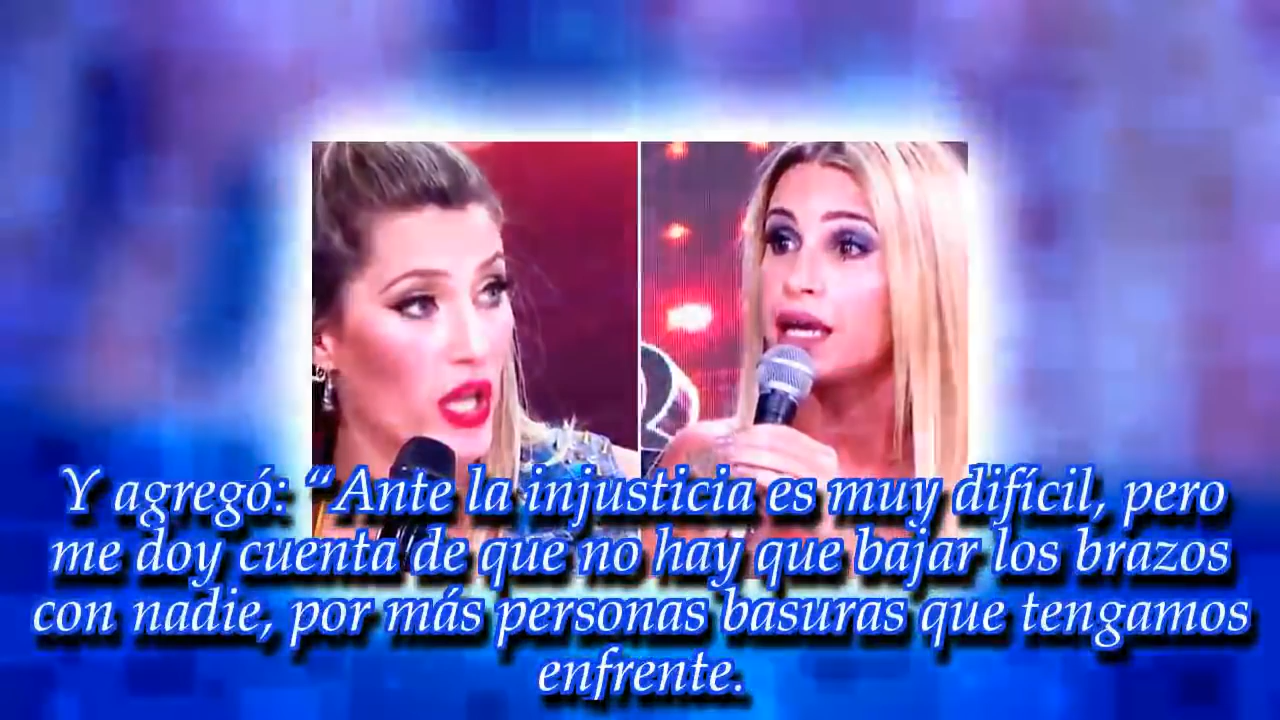 Y agregó: “Ante la injusticia es muy difícil, pero
me doy cuenta de que no hay que bajar los brazos
con nadie, por más personas basuras que tengamos
enfrente.